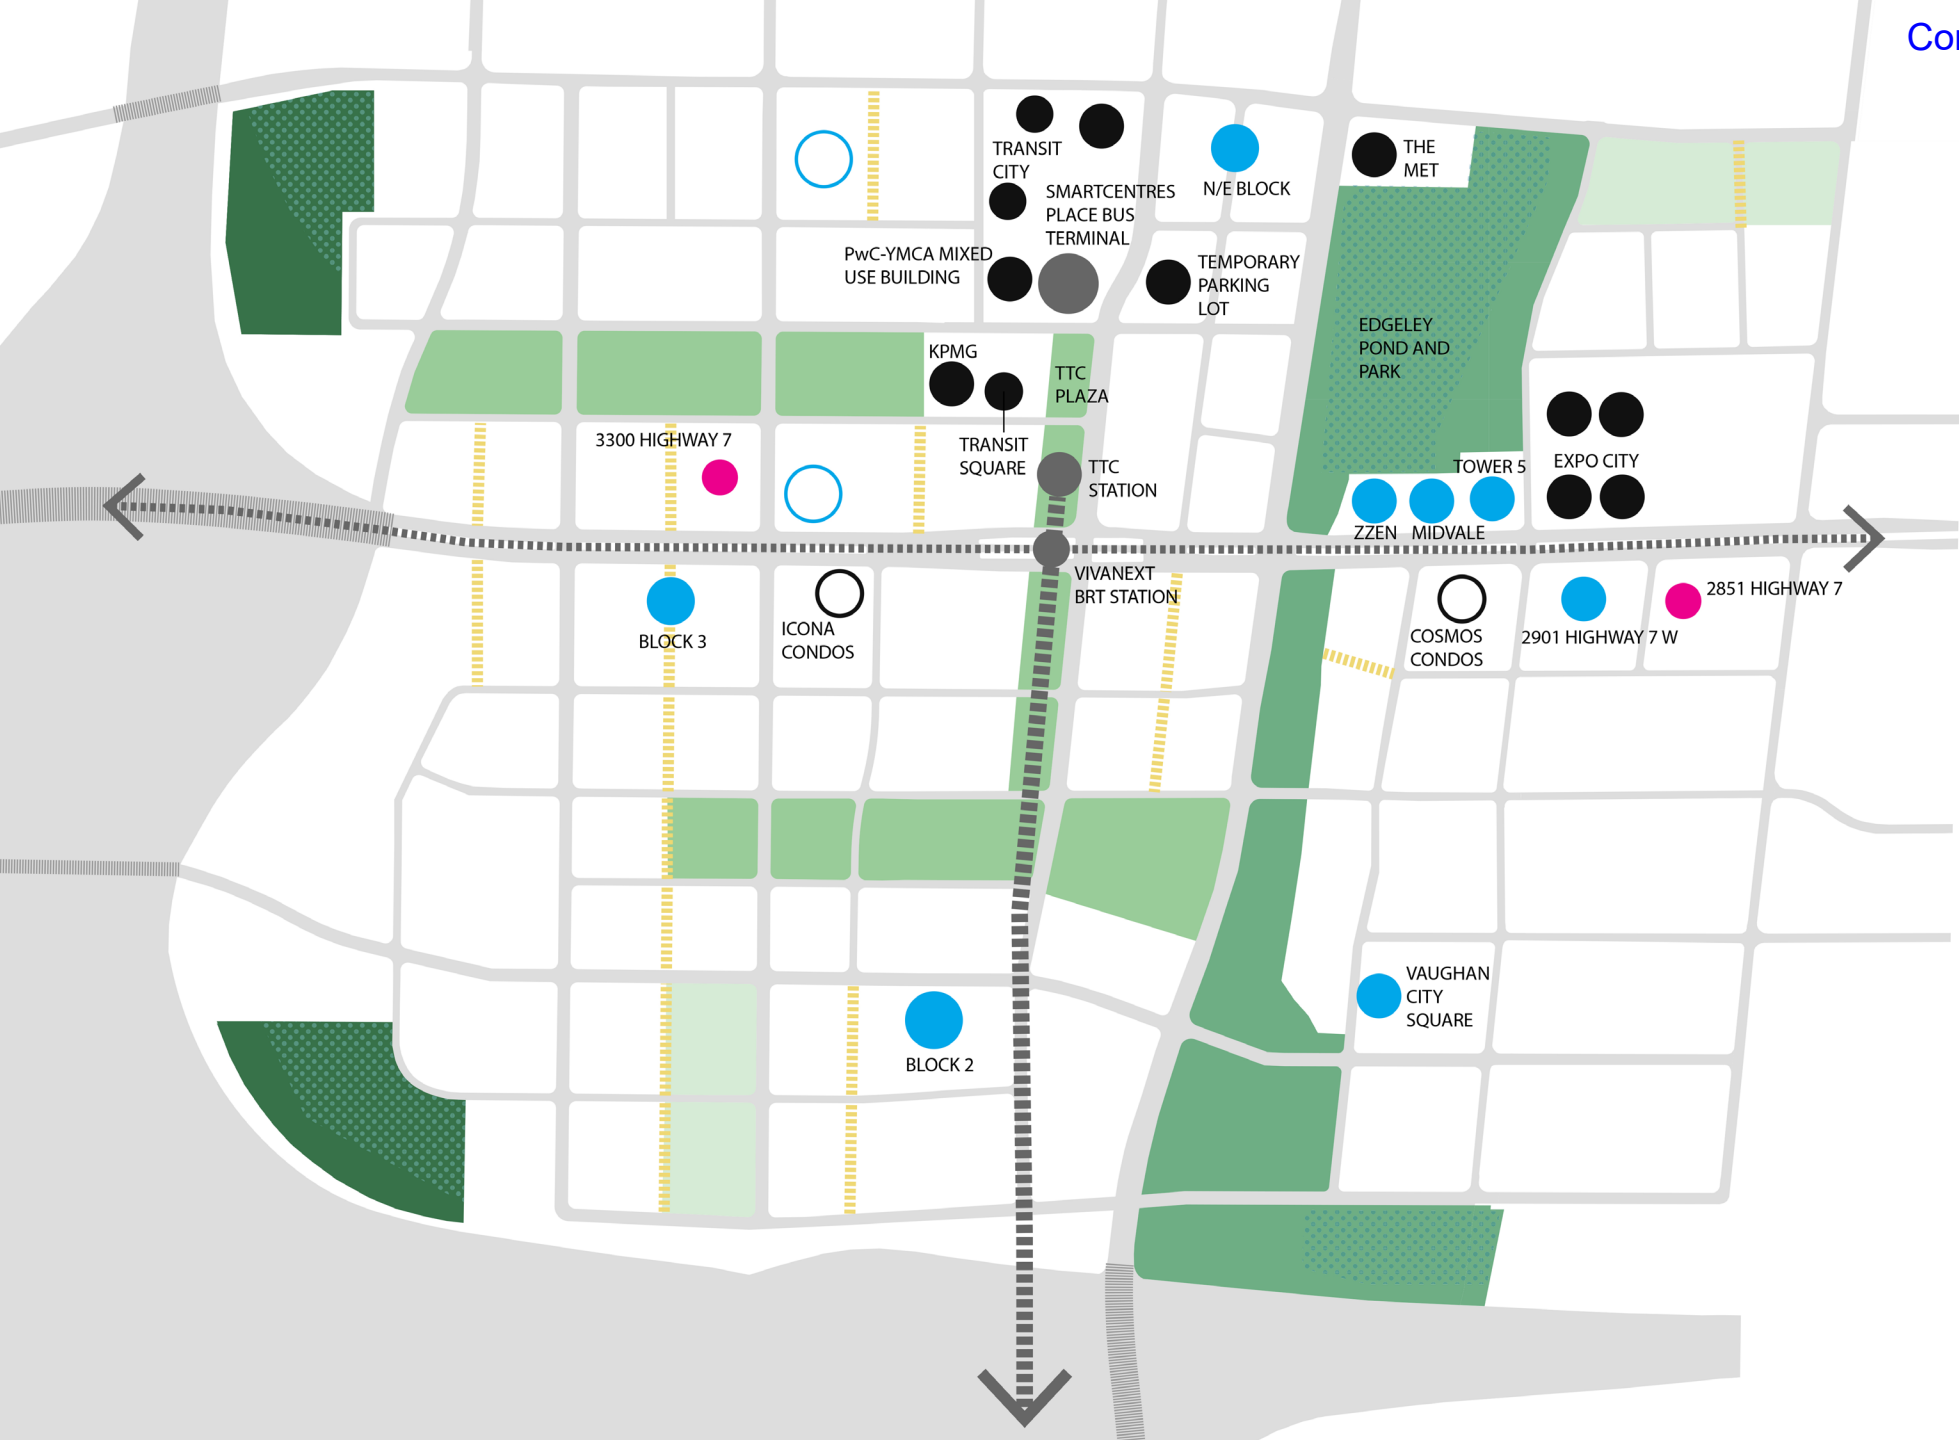 Co
TRANSIT
CITY
THE
MET
N/E BLOCK
SMARTCENTRES
PLACE BUS
TERMINAL
PwC-YMCA MIXED
USE BUILDING
TEMPORARY
PARKING
LOT
EDGELEY
POND AND
PARK
KPMG
TTC
PLAZA
3300 HIGHWAY 7
TRANSIT
SQUARE
TTC
STATION
TOWER 5
EXPO CITY
ZZEN
MIDVALE
VIVANEXT
BRT STATION
2851 HIGHWAY 7
BLOCK 3
ICONA
CONDOS
COSMOS
CONDOS
2901 HIGHWAY 7 W
VAUGHAN
CITY
SQUARE
BLOCK 2